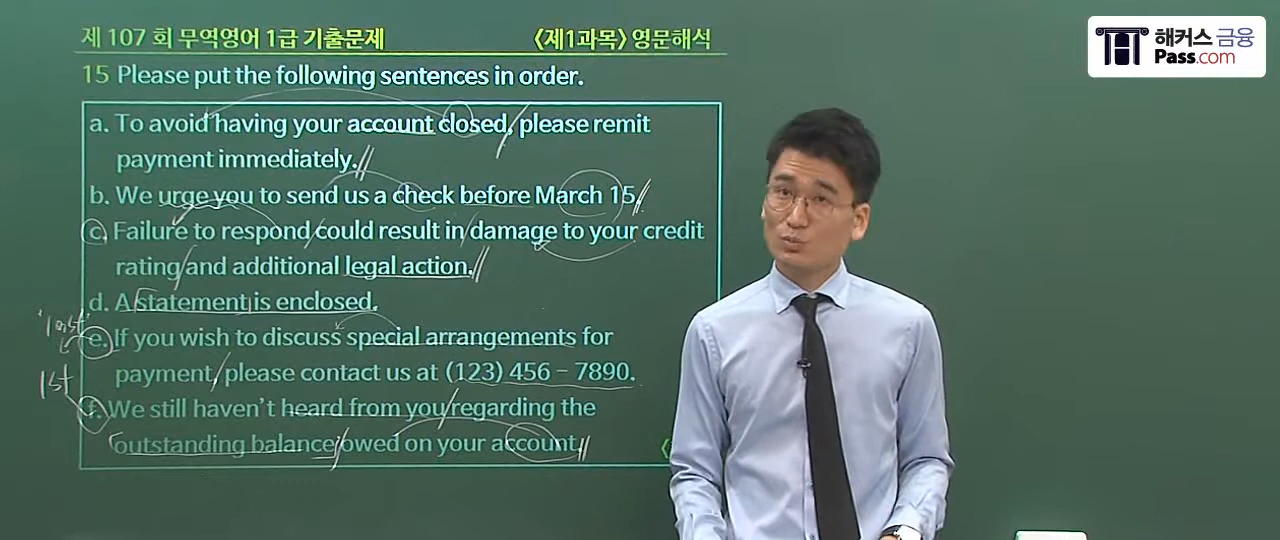 제 107 회 무역영어 1급 기출문제 《제1과목》 영문해석
해커스 금융
Pass.com
15 Please put the following sentences in order.
a. To avoid having your account closed, please remit
payment immediately.
b. We urge you to send us a check before March 15.
c. Failure to respond could result in damage to your credit
rating and additional legal action.
d. A statement is enclosed.
'last'
e. If you wish to discuss special arrangements for
payment, please contact us at (123) 456 – 7890.
1st
f. We still haven't heard from you regarding the
outstanding balance owed on your account.